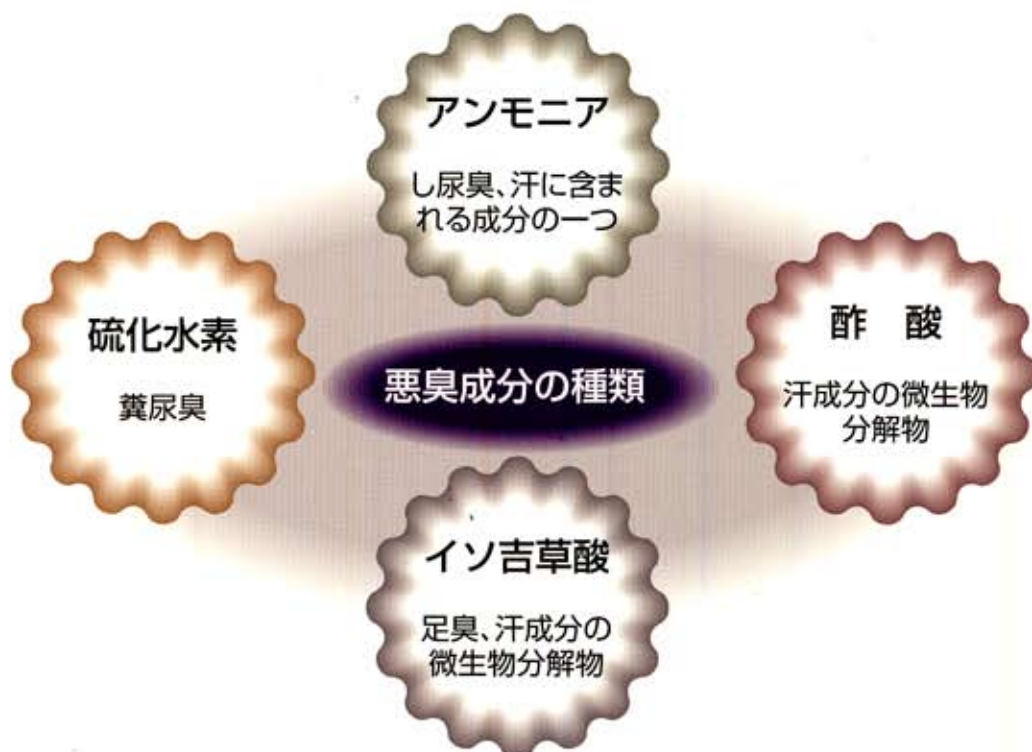 アンモニア
し尿臭、汗に含ま
れる成分の一つ
硫化水素
糞尿臭
悪臭成分の種類
酢　酸
汗成分の微生物
分解物
イソ吉草酸
足臭、汗成分の
微生物分解物